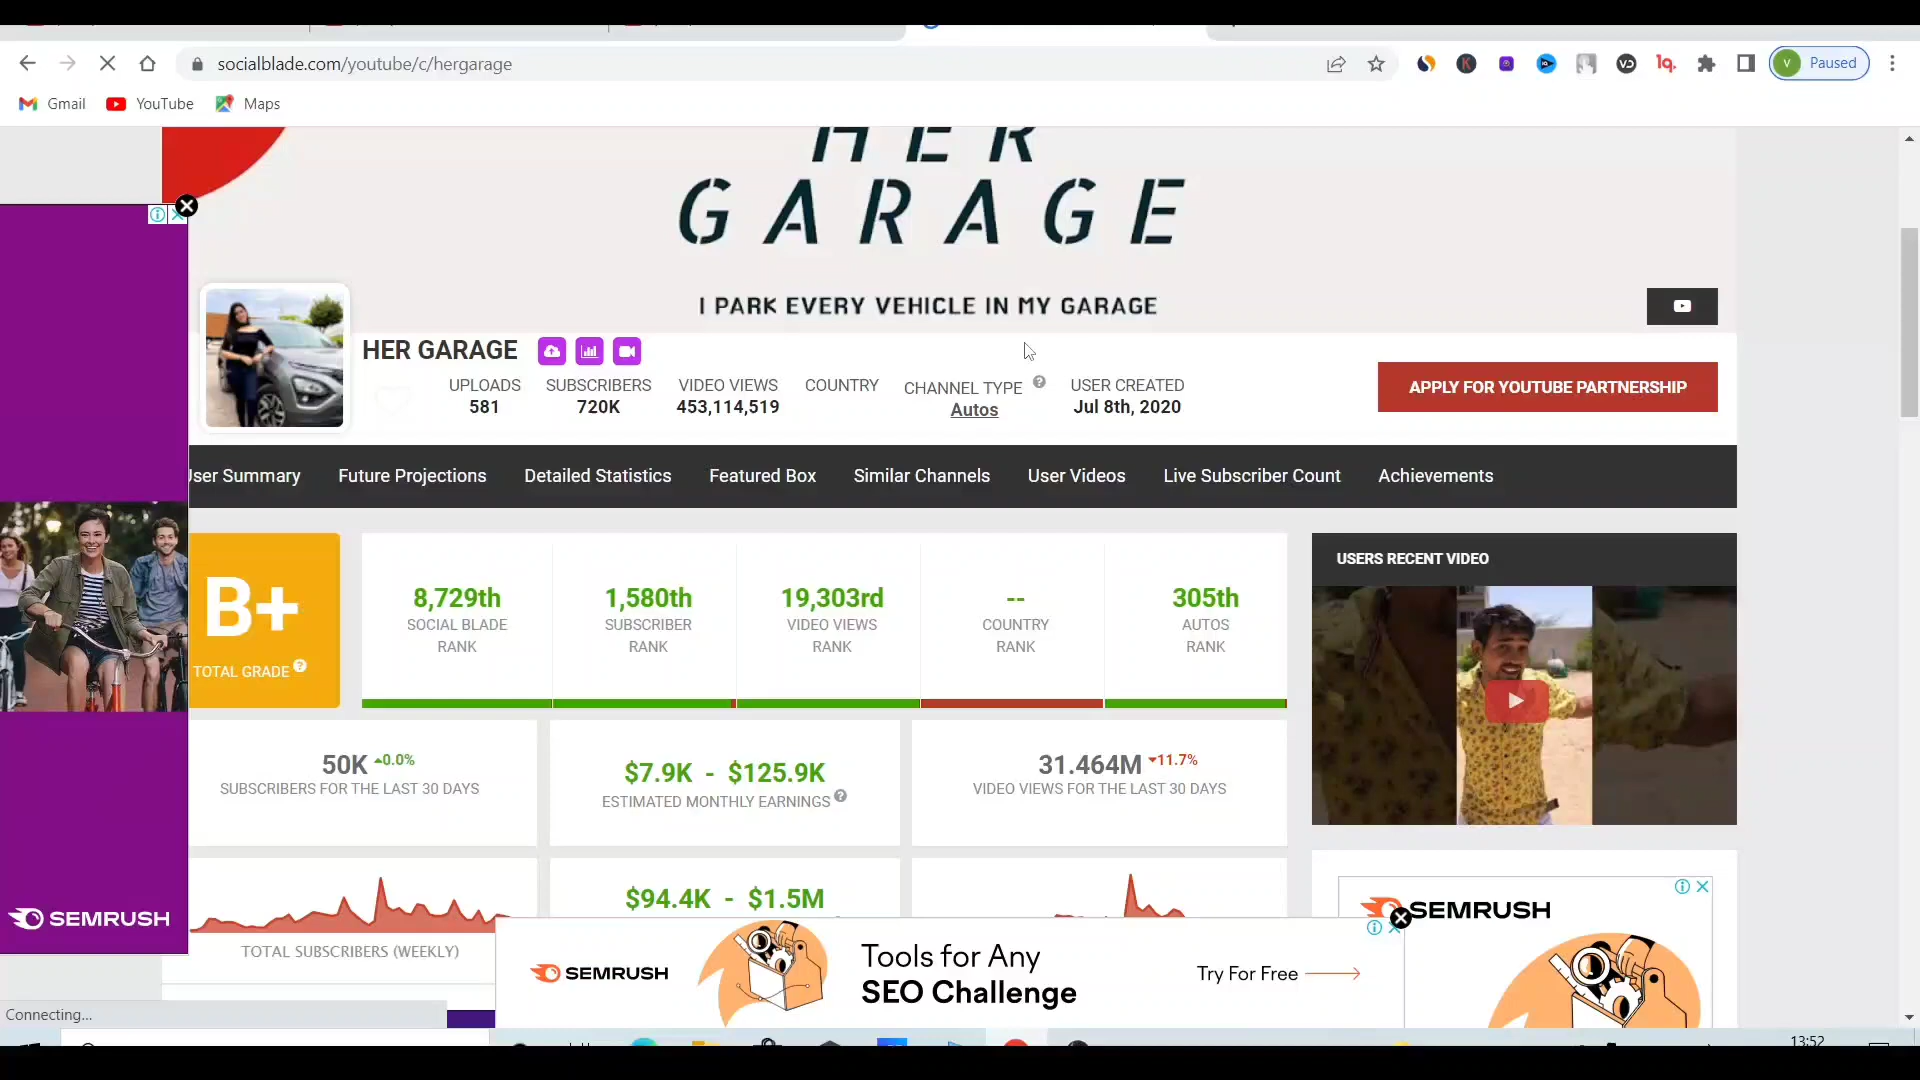 socialblade.com/youtube/c/hergarage
Paused
Gmail YouTube Maps
HER
GARAGE
I PARK EVERY VEHICLE IN MY GARAGE
HER GARAGE
UPLOADS SUBSCRIBERS VIDEO VIEWS COUNTRY CHANNEL TYPE USER CREATED
581 720K 453,114,519 Autos Jul 8th, 2020
APPLY FOR YOUTUBE PARTNERSHIP
User Summary Future Projections Detailed Statistics Featured Box Similar Channels User Videos Live Subscriber Count Achievements
B+
TOTAL GRADE
8,729th
SOCIAL BLADE
RANK
1,580th
SUBSCRIBER
RANK
19,303rd
VIDEO VIEWS
RANK
--
COUNTRY
RANK
305th
AUTOS
RANK
USERS RECENT VIDEO
50K 0.0%
SUBSCRIBERS FOR THE LAST 30 DAYS
$7.9K - $125.9K
ESTIMATED MONTHLY EARNINGS
31.464M 11.7%
VIDEO VIEWS FOR THE LAST 30 DAYS
$94.4K - $1.5M
TOTAL SUBSCRIBERS (WEEKLY)
SEMRUSH
SEMRUSH
Tools for Any
SEO Challenge
Try For Free
SEMRUSH
Connecting...
13:52